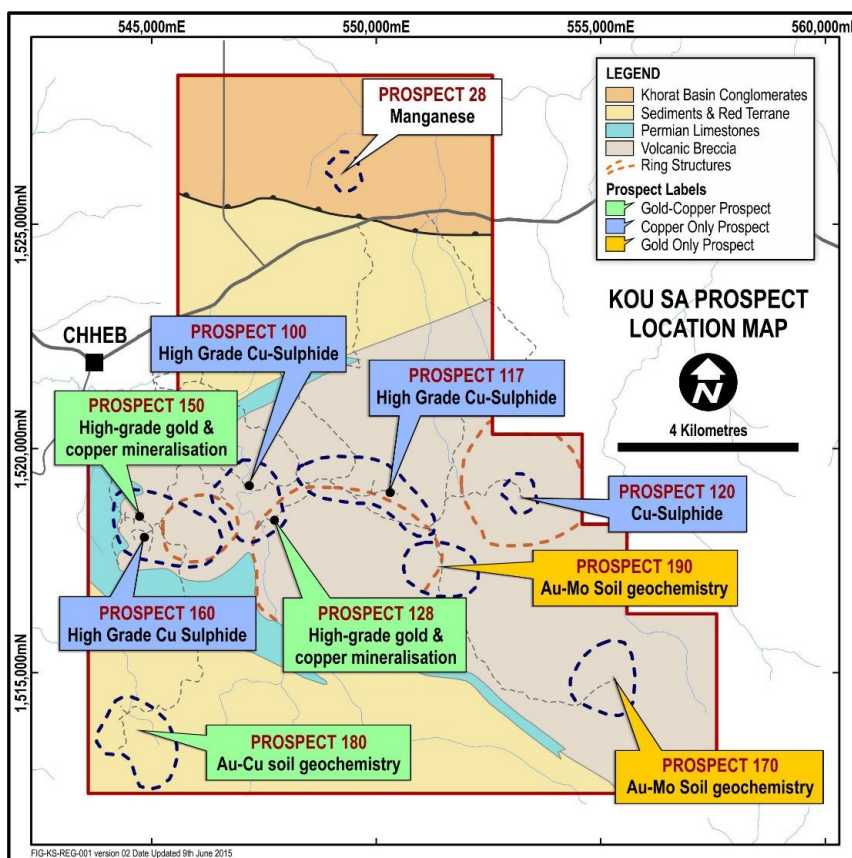 545,000mE
550,000mE
555,000mE
560,000mE
LEGEND
Khorat Basin Conglomerates
Sediments & Red Terrane
Permian Limestones
Volcanic Breccia
Ring Structures
Prospect Labels
Gold-Copper Prospect
Copper Only Prospect
Gold Only Prospect
PROSPECT 28
Manganese
1,525,000mN
KOU SA PROSPECT
LOCATION MAP
N
4 Kilometres
CHHEB
PROSPECT 100
High Grade Cu-Sulphide
PROSPECT 117
High Grade Cu-Sulphide
PROSPECT 150
High-grade gold &
copper mineralisation
1,520,000mN
PROSPECT 120
Cu-Sulphide
PROSPECT 190
Au-Mo Soil geochemistry
PROSPECT 160
High Grade Cu Sulphide
PROSPECT 128
High-grade gold &
copper mineralisation
1,515,000mN
PROSPECT 180
Au-Cu soil geochemistry
PROSPECT 170
Au-Mo Soil geochemistry
FIG-KS-REG-001 version 02 Date Updated 9th June 2015